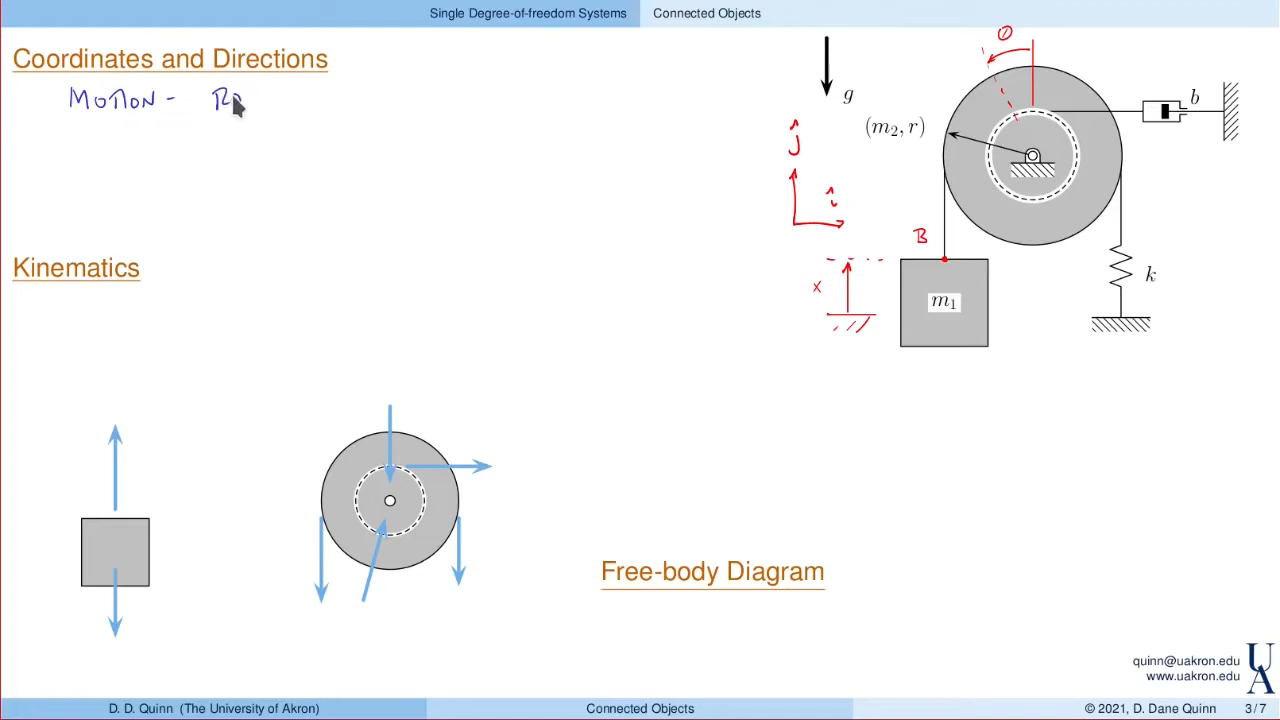 Single Degree-of-freedom Systems Connected Objects
Coordinates and Directions
MOTION -
g
(m₂, r)
b
ĵ
î
B
x
θ
m₁
k
Kinematics
Free-body Diagram
quinn@uakron.edu
www.uakron.edu
UA
D. D. Quinn (The University of Akron) Connected Objects © 2021, D. Dane Quinn 3 / 7